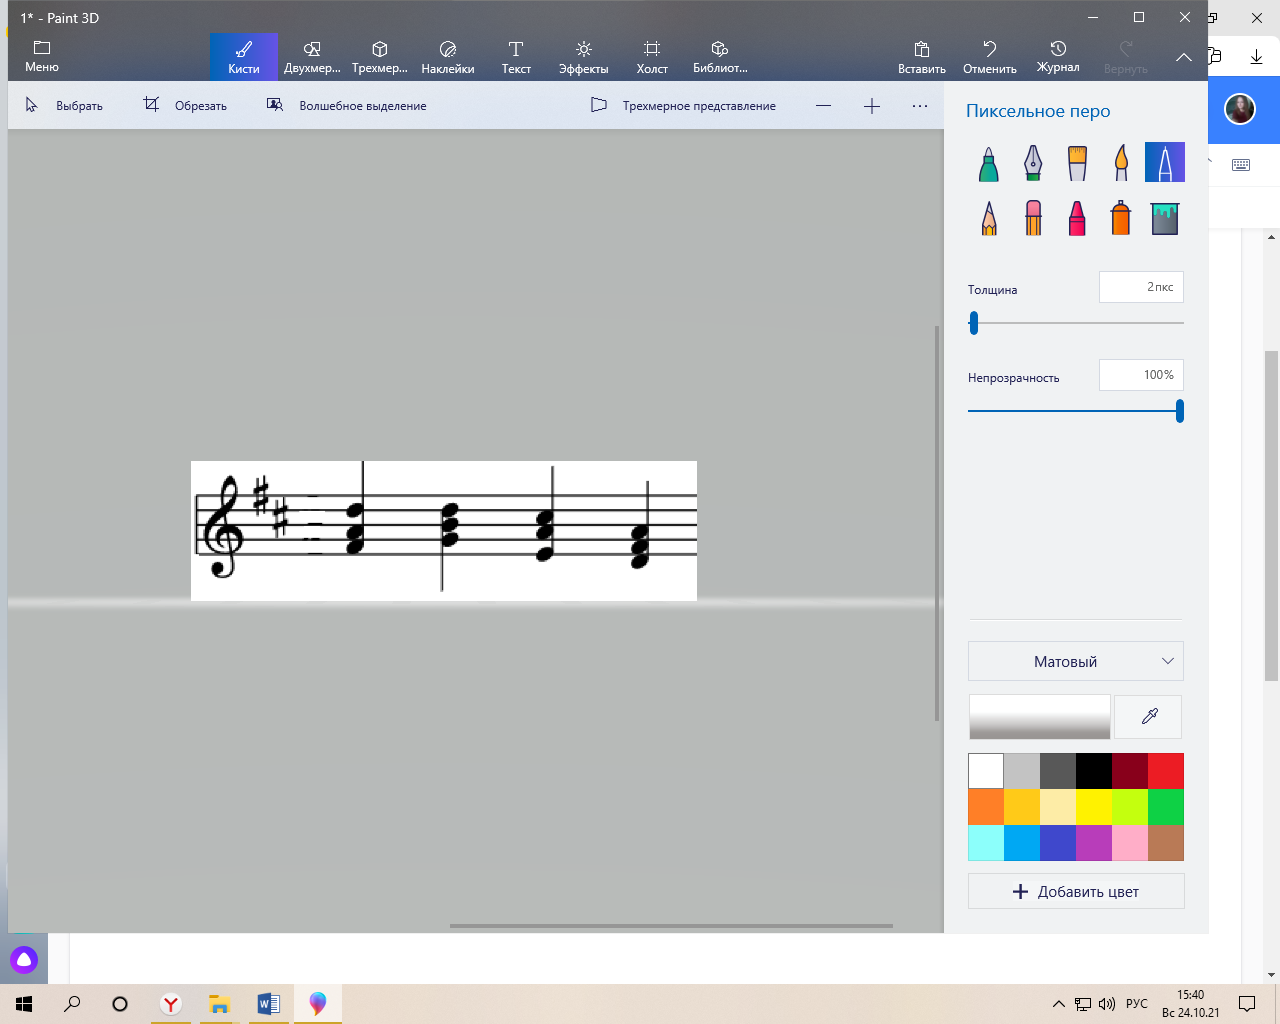 1* - Paint 3D
Меню
Кисти
Двухмер...
Трехмер...
Наклейки
Текст
Эффекты
Холст
Библиот...
Вставить
Отменить
Журнал
Вернуть
Выбрать
Обрезать
Волшебное выделение
Трехмерное представление
Пиксельное перо
Толщина
2пкс
Непрозрачность
100%
Матовый
Добавить цвет
РУС
15:40
Вс 24.10.21